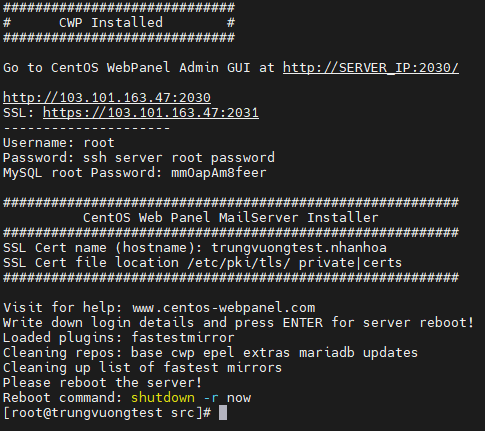 #############################
#      CWP Installed        #
#############################
Go to CentOS WebPanel Admin GUI at http://SERVER_IP:2030/
http://103.101.163.47:2030
SSL: https://103.101.163.47:2031
---------------------
Username: root
Password: ssh server root password
MySQL root Password: mmOapAm8feer
#########################################################
          CentOS Web Panel MailServer Installer
#########################################################
SSL Cert name (hostname): trungvuongtest.nhanhoa
SSL Cert file location /etc/pki/tls/ private|certs
#########################################################
Visit for help: www.centos-webpanel.com
Write down login details and press ENTER for server reboot!
Loaded plugins: fastestmirror
Cleaning repos: base cwp epel extras mariadb updates
Cleaning up list of fastest mirrors
Please reboot the server!
Reboot command: shutdown -r now
[root@trungvuongtest src]#